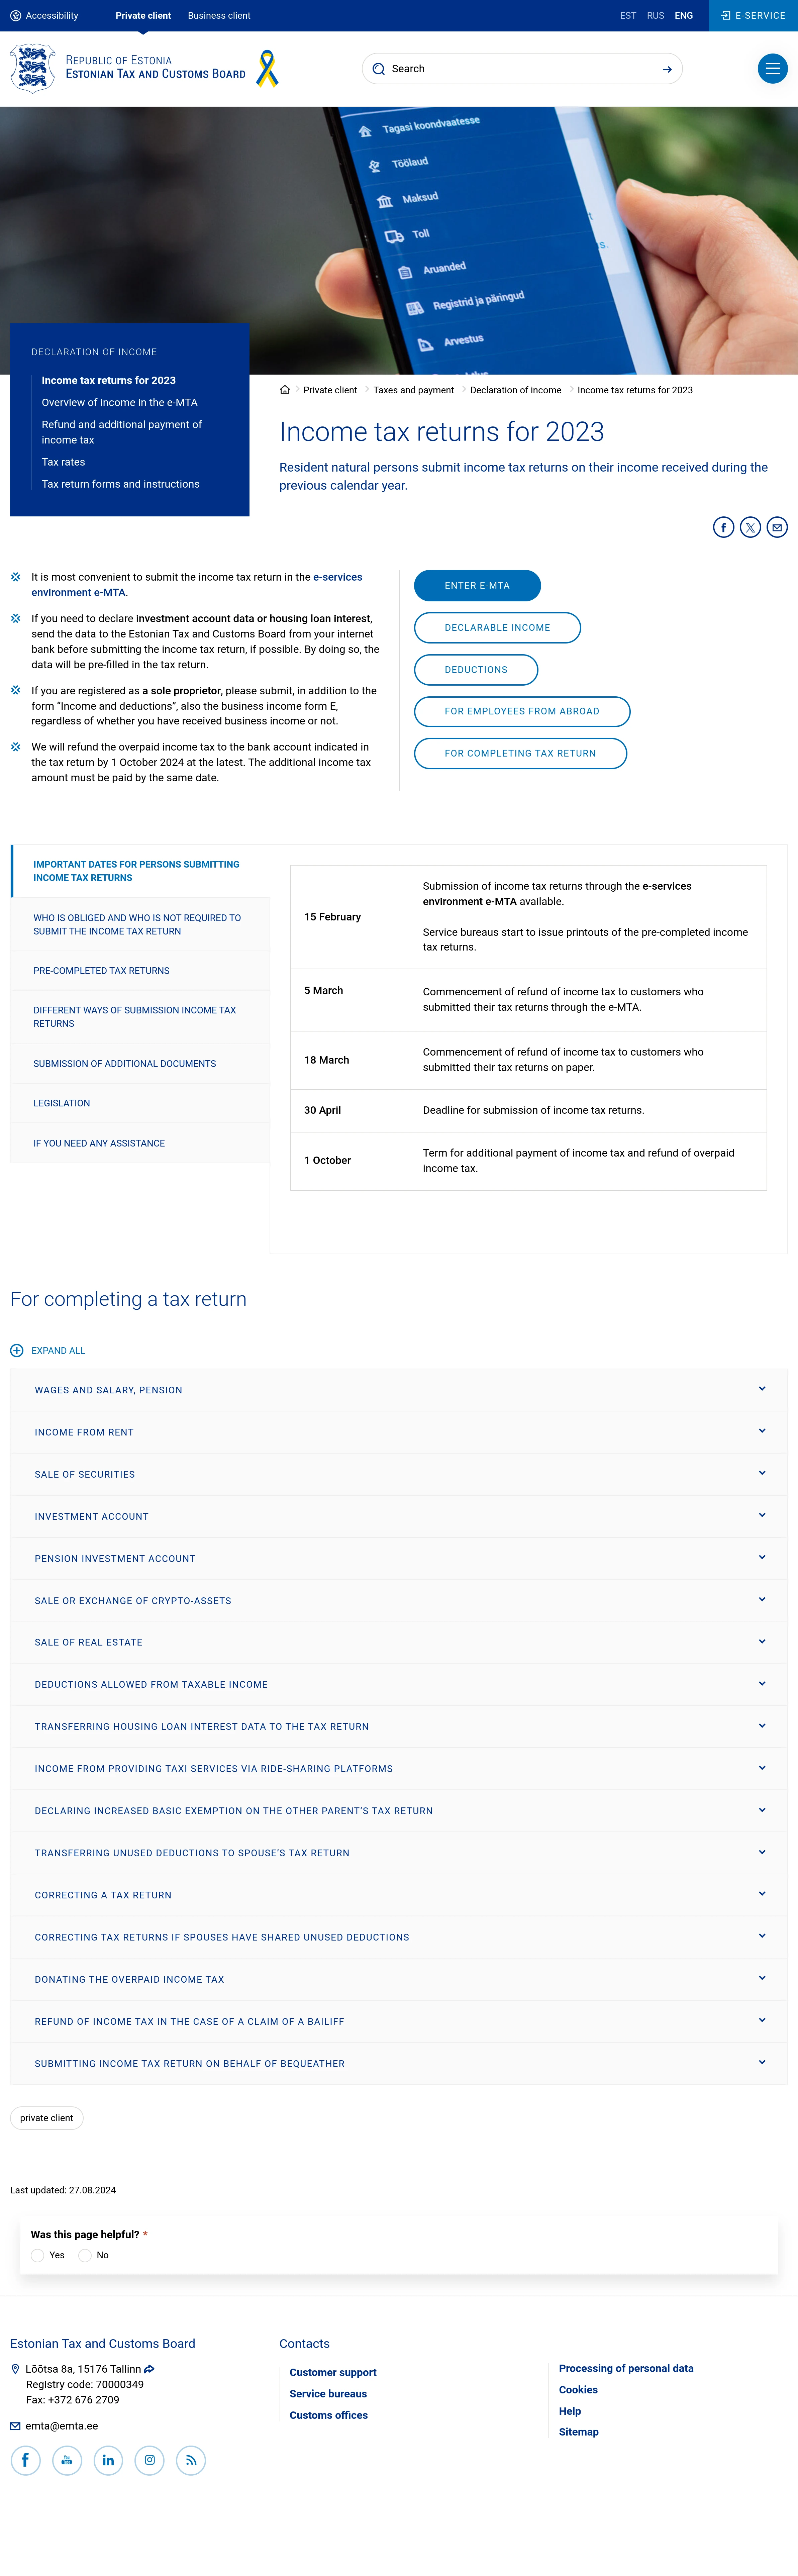 Accessibility
Private client
Business client
EST
RUS
ENG
E-SERVICE
REPUBLIC OF ESTONIA
ESTONIAN TAX AND CUSTOMS BOARD
Search
Tagasi koondvaatesse
Töölaud
Maksud
Toll
Aruanded
Registrid ja päringud
Arvestus
DECLARATION OF INCOME
Income tax returns for 2023
Overview of income in the e-MTA
Refund and additional payment of
income tax
Tax rates
Tax return forms and instructions
Private client
Taxes and payment
Declaration of income
Income tax returns for 2023
Income tax returns for 2023
Resident natural persons submit income tax returns on their income received during the
previous calendar year.
It is most convenient to submit the income tax return in the e-services
environment e-MTA.
If you need to declare investment account data or housing loan interest,
send the data to the Estonian Tax and Customs Board from your internet
bank before submitting the income tax return, if possible. By doing so, the
data will be pre-filled in the tax return.
If you are registered as a sole proprietor, please submit, in addition to the
form “Income and deductions”, also the business income form E,
regardless of whether you have received business income or not.
We will refund the overpaid income tax to the bank account indicated in
the tax return by 1 October 2024 at the latest. The additional income tax
amount must be paid by the same date.
ENTER E-MTA
DECLARABLE INCOME
DEDUCTIONS
FOR EMPLOYEES FROM ABROAD
FOR COMPLETING TAX RETURN
IMPORTANT DATES FOR PERSONS SUBMITTING
INCOME TAX RETURNS
WHO IS OBLIGED AND WHO IS NOT REQUIRED TO
SUBMIT THE INCOME TAX RETURN
PRE-COMPLETED TAX RETURNS
DIFFERENT WAYS OF SUBMISSION INCOME TAX
RETURNS
SUBMISSION OF ADDITIONAL DOCUMENTS
LEGISLATION
IF YOU NEED ANY ASSISTANCE
15 February
Submission of income tax returns through the e-services
environment e-MTA available.
Service bureaus start to issue printouts of the pre-completed income
tax returns.
5 March
Commencement of refund of income tax to customers who
submitted their tax returns through the e-MTA.
18 March
Commencement of refund of income tax to customers who
submitted their tax returns on paper.
30 April
Deadline for submission of income tax returns.
1 October
Term for additional payment of income tax and refund of overpaid
income tax.
For completing a tax return
EXPAND ALL
WAGES AND SALARY, PENSION
INCOME FROM RENT
SALE OF SECURITIES
INVESTMENT ACCOUNT
PENSION INVESTMENT ACCOUNT
SALE OR EXCHANGE OF CRYPTO-ASSETS
SALE OF REAL ESTATE
DEDUCTIONS ALLOWED FROM TAXABLE INCOME
TRANSFERRING HOUSING LOAN INTEREST DATA TO THE TAX RETURN
INCOME FROM PROVIDING TAXI SERVICES VIA RIDE-SHARING PLATFORMS
DECLARING INCREASED BASIC EXEMPTION ON THE OTHER PARENT’S TAX RETURN
TRANSFERRING UNUSED DEDUCTIONS TO SPOUSE’S TAX RETURN
CORRECTING A TAX RETURN
CORRECTING TAX RETURNS IF SPOUSES HAVE SHARED UNUSED DEDUCTIONS
DONATING THE OVERPAID INCOME TAX
REFUND OF INCOME TAX IN THE CASE OF A CLAIM OF A BAILIFF
SUBMITTING INCOME TAX RETURN ON BEHALF OF BEQUEATHER
private client
Last updated: 27.08.2024
Was this page helpful? *
Yes
No
Estonian Tax and Customs Board
Lõõtsa 8a, 15176 Tallinn
Registry code: 70000349
Fax: +372 676 2709
emta@emta.ee
Contacts
Customer support
Service bureaus
Customs offices
Processing of personal data
Cookies
Help
Sitemap